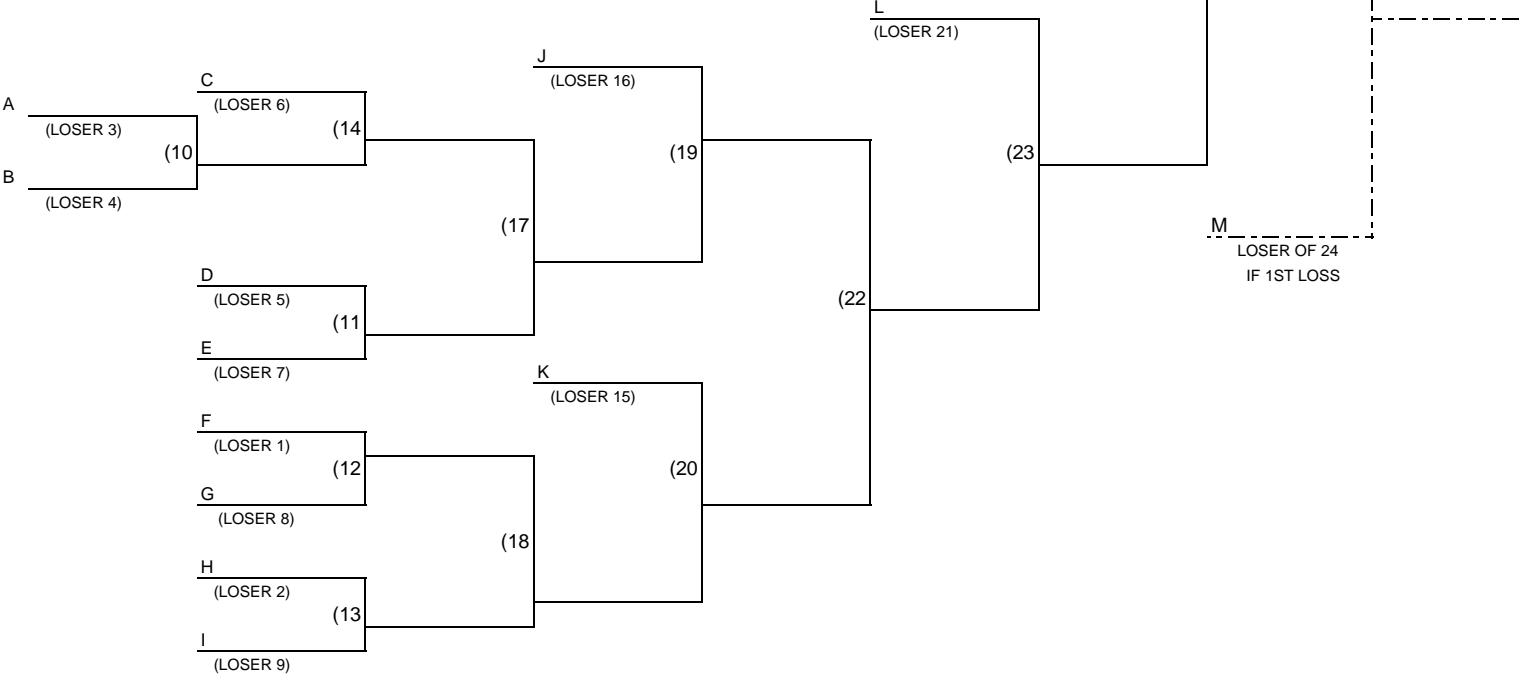 L
(LOSER 21)
J
(LOSER 16)
C
(LOSER 6)
A
(LOSER 3)
(14
(10
(19
(23
B
(LOSER 4)
(17
M
LOSER OF 24
IF 1ST LOSS
D
(LOSER 5)
(22
(11
E
(LOSER 7)
K
(LOSER 15)
F
(LOSER 1)
(12
(20
G
(LOSER 8)
(18
H
(LOSER 2)
(13
I
(LOSER 9)